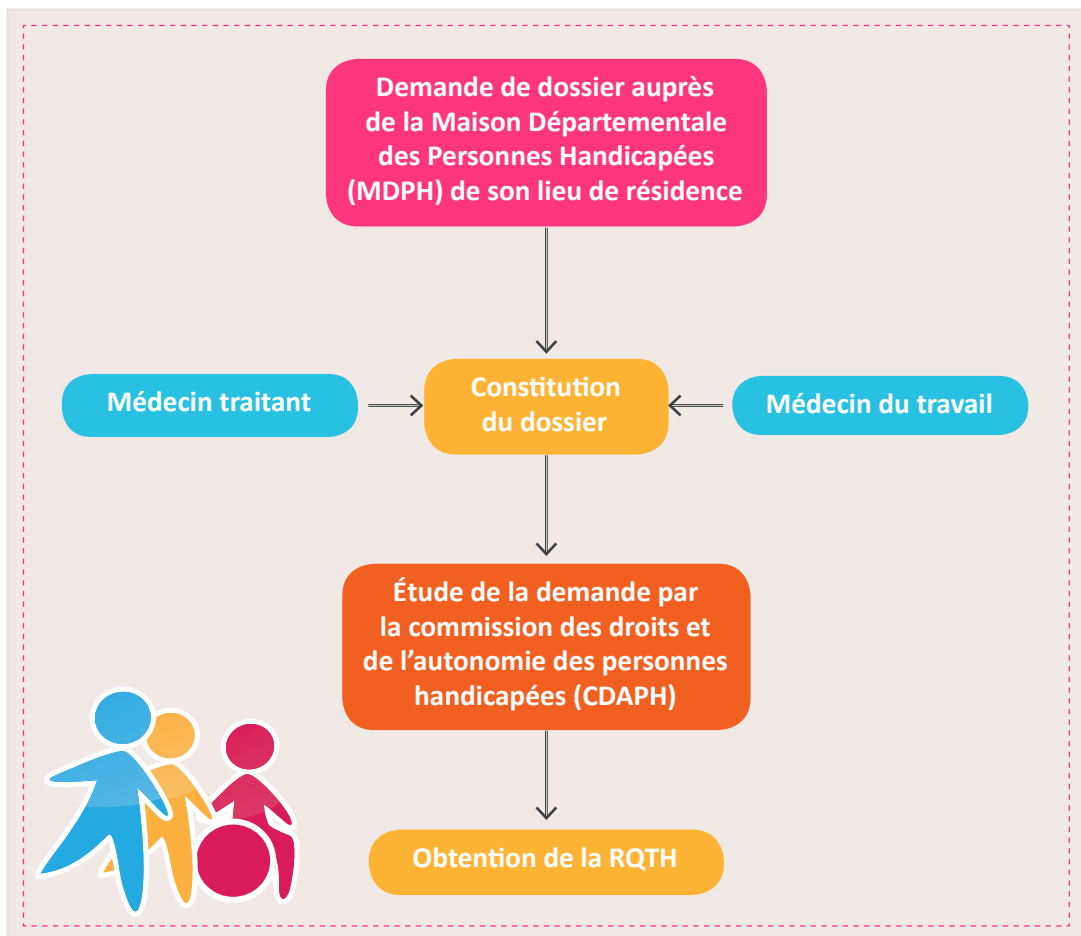 Demande de dossier auprès
de la Maison Départementale
des Personnes Handicapées
(MDPH) de son lieu de résidence
Médecin traitant
Constitution
du dossier
Médecin du travail
Étude de la demande par
la commission des droits et
de l’autonomie des personnes
handicapées (CDAPH)
Obtention de la RQTH